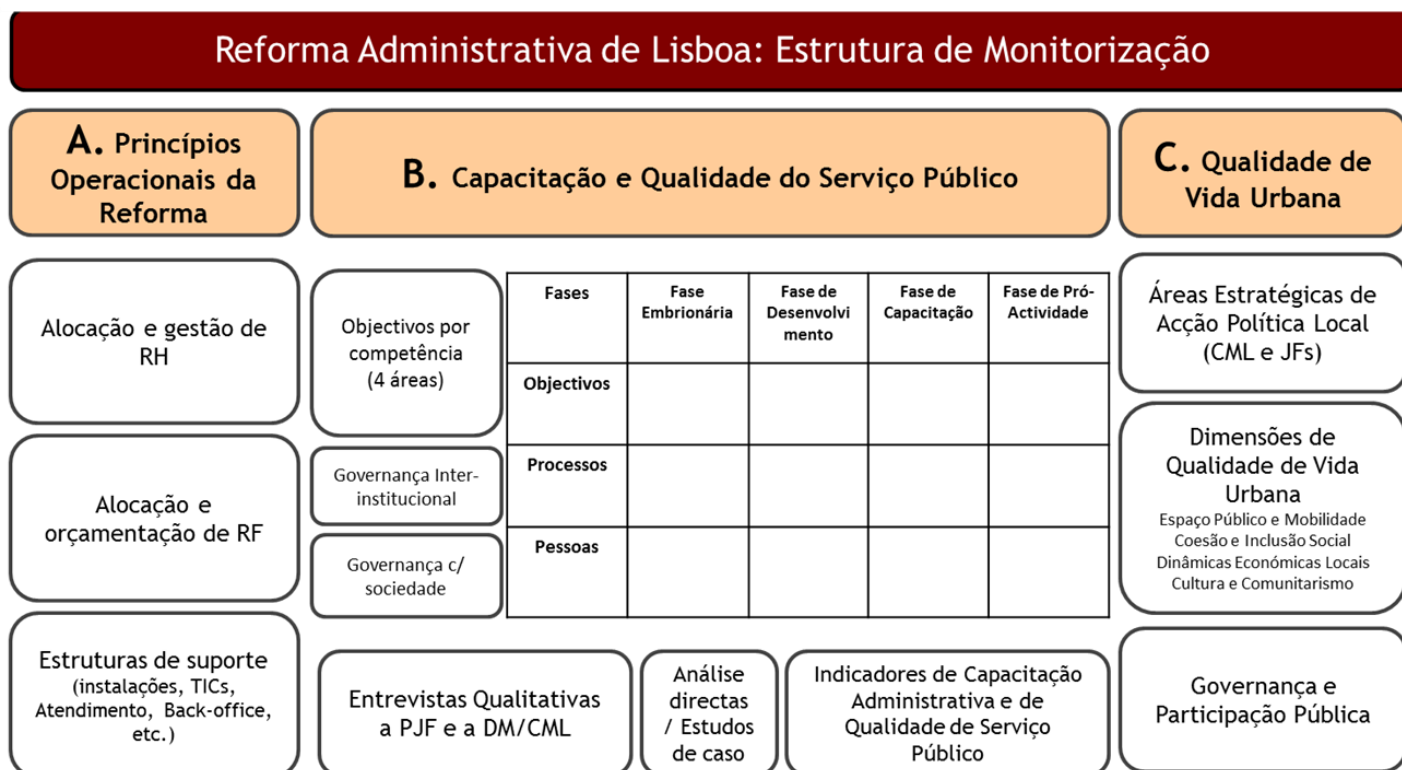 Reforma Administrativa de Lisboa: Estrutura de Monitorização
A. Princípios
Operacionais da
Reforma
B. Capacitação e Qualidade do Serviço Público
C. Qualidade de
Vida Urbana
Alocação e gestão de
RH
Alocação e
orçamentação de RF
Estruturas de suporte
(instalações, TICs,
Atendimento, Back-office,
etc.)
Objectivos por
competência
(4 áreas)
Governança Inter-
institucional
Governança c/
sociedade
Fases
Fase
Embrionária
Fase de
Desenvolvi
mento
Fase de
Capacitação
Fase de Pró-
Actividade
Objectivos
Processos
Pessoas
Entrevistas Qualitativas
a PJF e a DM/CML
Análise
directas
/ Estudos
de caso
Indicadores de Capacitação
Administrativa e de
Qualidade de Serviço
Público
Áreas Estratégicas de
Acção Política Local
(CML e JFs)
Dimensões de
Qualidade de Vida
Urbana
Espaço Público e Mobilidade
Coesão e Inclusão Social
Dinâmicas Económicas Locais
Cultura e Comunitarismo
Governança e
Participação Pública